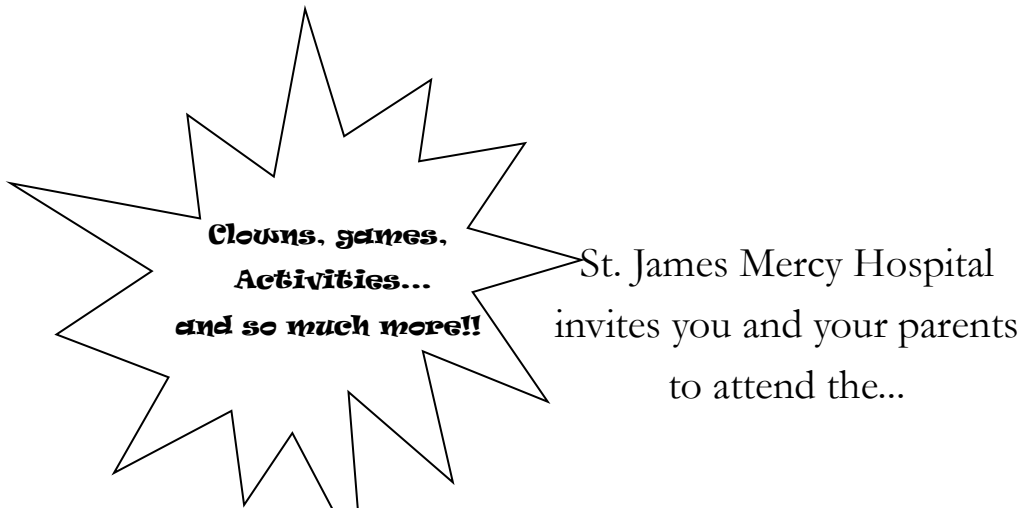 Clowns, games,
Activities...
and so much more!!
St. James Mercy Hospital
invites you and your parents
to attend the...